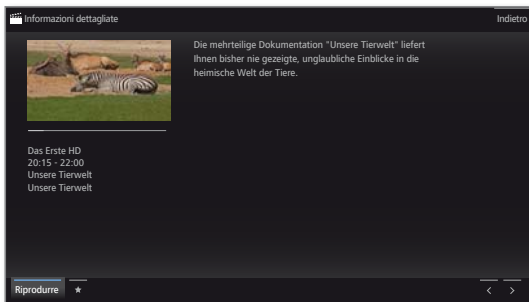 Informazioni dettagliate
Indietro
Die mehrteilige Dokumentation "Unsere Tierwelt" liefert
Ihnen bisher nie gezeigte, unglaubliche Einblicke in die
heimische Welt der Tiere.
Das Erste HD
20:15 - 22:00
Unsere Tierwelt
Unsere Tierwelt
Riprodurre